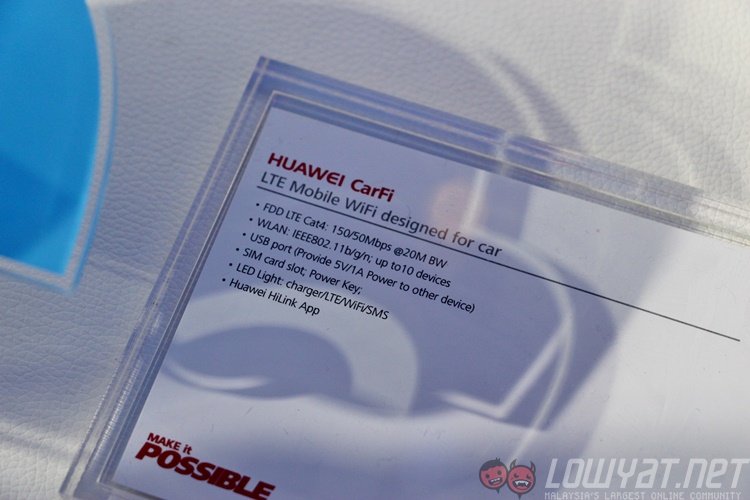 HUAWEI CarFi
LTE Mobile WiFi designed for car
• FDD LTE Cat4: 150/50Mbps @20M BW
• WLAN: IEEE802.11b/g/n; up to10 devices
• USB port (Provide 5V/1A Power to other device)
• SIM card slot; Power Key;
• LED Light: charger/LTE/WiFi/SMS
• Huawei HiLink App
MAKE it
POSSIBLE
LOWYAT.NET
MALAYSIA'S LARGEST ONLINE COMMUNITY